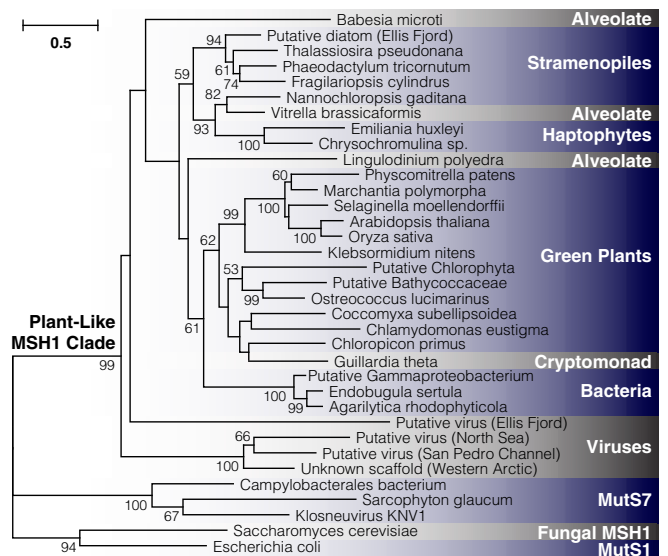 0.5
Babesia microti Alveolate
94 Putative diatom (Ellis Fjord)
Thalassiosira pseudonana
59 61 Phaeodactylum tricornutum Stramenopiles
74 Fragilariopsis cylindrus
82 Nannochloropsis gaditana
Vitrella brassicaformis Alveolate
93 Emiliania huxleyi Haptophytes
100 Chrysochromulina sp.
Lingulodinium polyedra Alveolate
60 Physcomitrella patens
Marchantia polymorpha
100 Selaginella moellendorffii
99 Arabidopsis thaliana
100 Oryza sativa
62 Klebsormidium nitens Green Plants
53 Putative Chlorophyta
Putative Bathycoccaceae
99 Ostreococcus lucimarinus
Coccomyxa subellipsoidea
61 Chlamydomonas eustigma
Plant-Like
MSH1 Clade
99
Chloropicon primus
Guillardia theta Cryptomonad
Putative Gammaproteobacterium
100 Endobugula sertula Bacteria
99 Agarilytica rhodophyticola
Putative virus (Ellis Fjord)
66 Putative virus (North Sea)
Putative virus (San Pedro Channel) Viruses
100 Unknown scaffold (Western Arctic)
Campylobacterales bacterium
100 Sarcophyton glaucum MutS7
67 Klosneuvirus KNV1
Saccharomyces cerevisiae Fungal MSH1
94 Escherichia coli MutS1